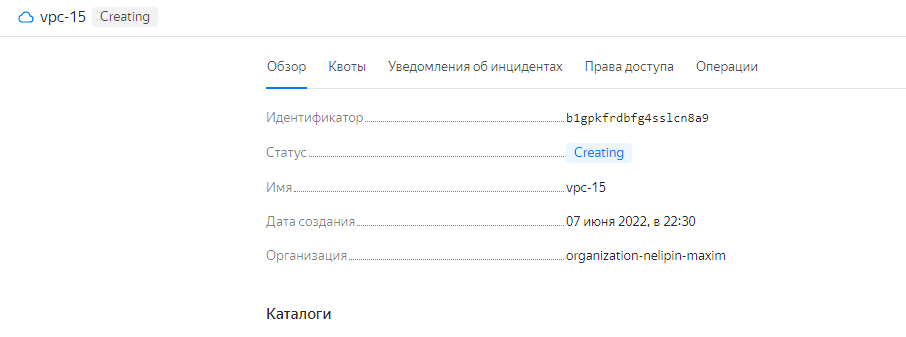 vpc-15 Creating
Обзор Квоты Уведомления об инцидентах Права доступа Операции
Идентификатор b1gpkfrdbfg4sslcn8a9
Статус Creating
Имя vpc-15
Дата создания 07 июня 2022, в 22:30
Организация organization-nelipin-maxim
Каталоги